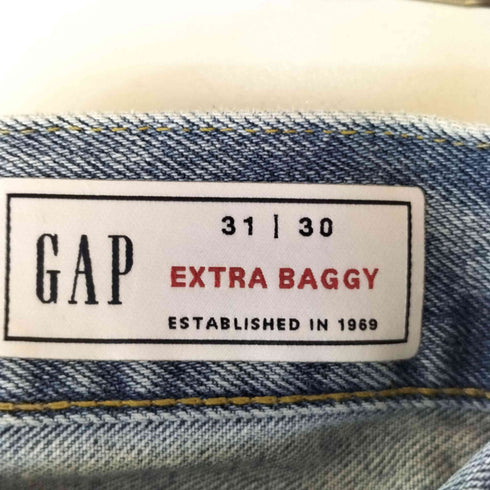 GAP
31 | 30
EXTRA BAGGY
ESTABLISHED IN 1969